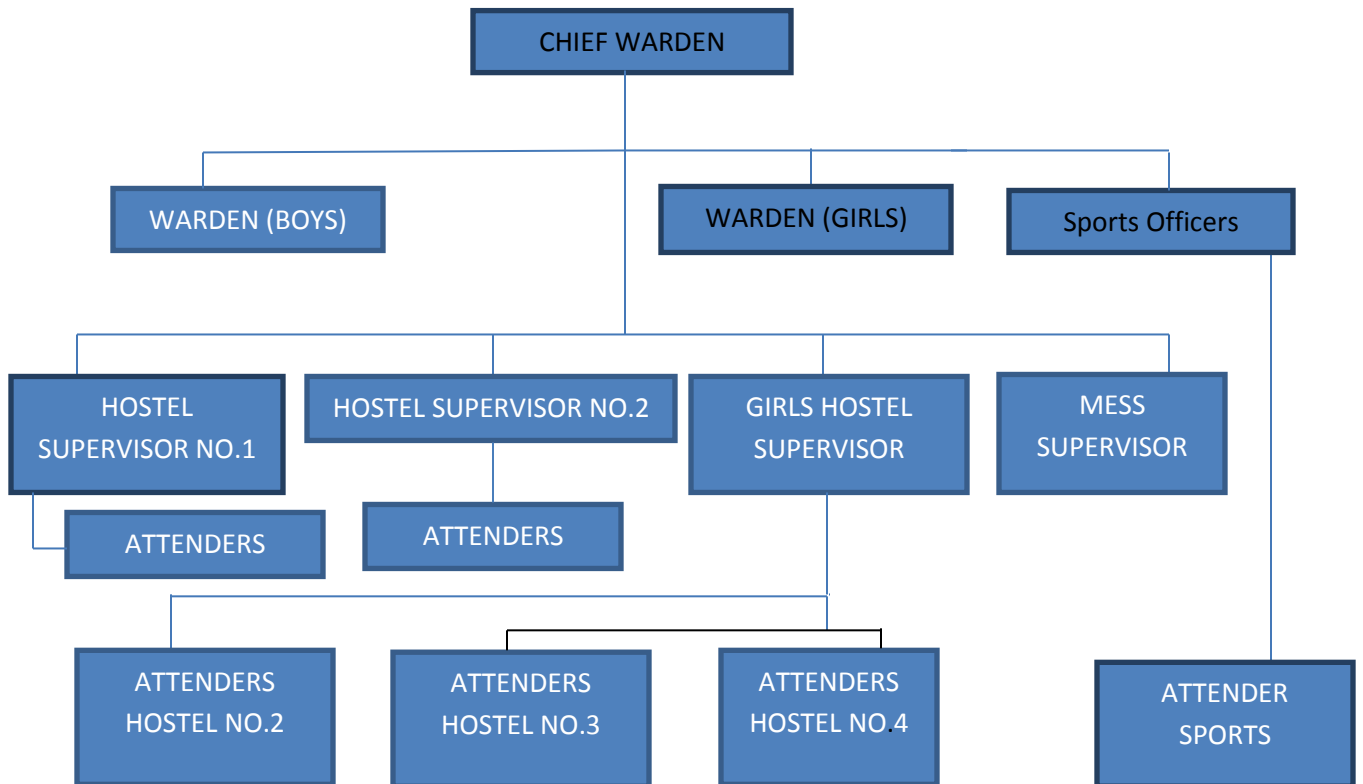 CHIEF WARDEN
WARDEN (BOYS)
WARDEN (GIRLS)
Sports Officers
HOSTEL
SUPERVISOR NO.1
HOSTEL SUPERVISOR NO.2
GIRLS HOSTEL
SUPERVISOR
MESS
SUPERVISOR
ATTENDERS
ATTENDERS
ATTENDERS
HOSTEL NO.2
ATTENDERS
HOSTEL NO.3
ATTENDERS
HOSTEL NO.4
ATTENDER
SPORTS